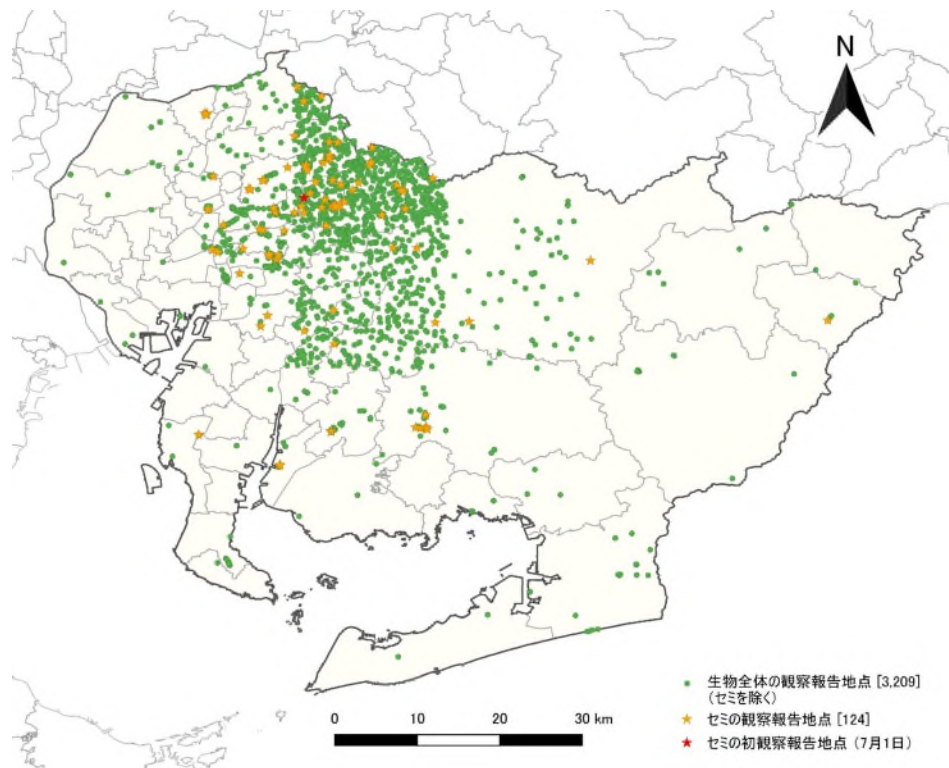 N
生物全体の観察報告地点 [3,209]
（セミを除く）
セミの観察報告地点 [124]
セミの初観察報告地点（7月1日）
0 10 20 30 km